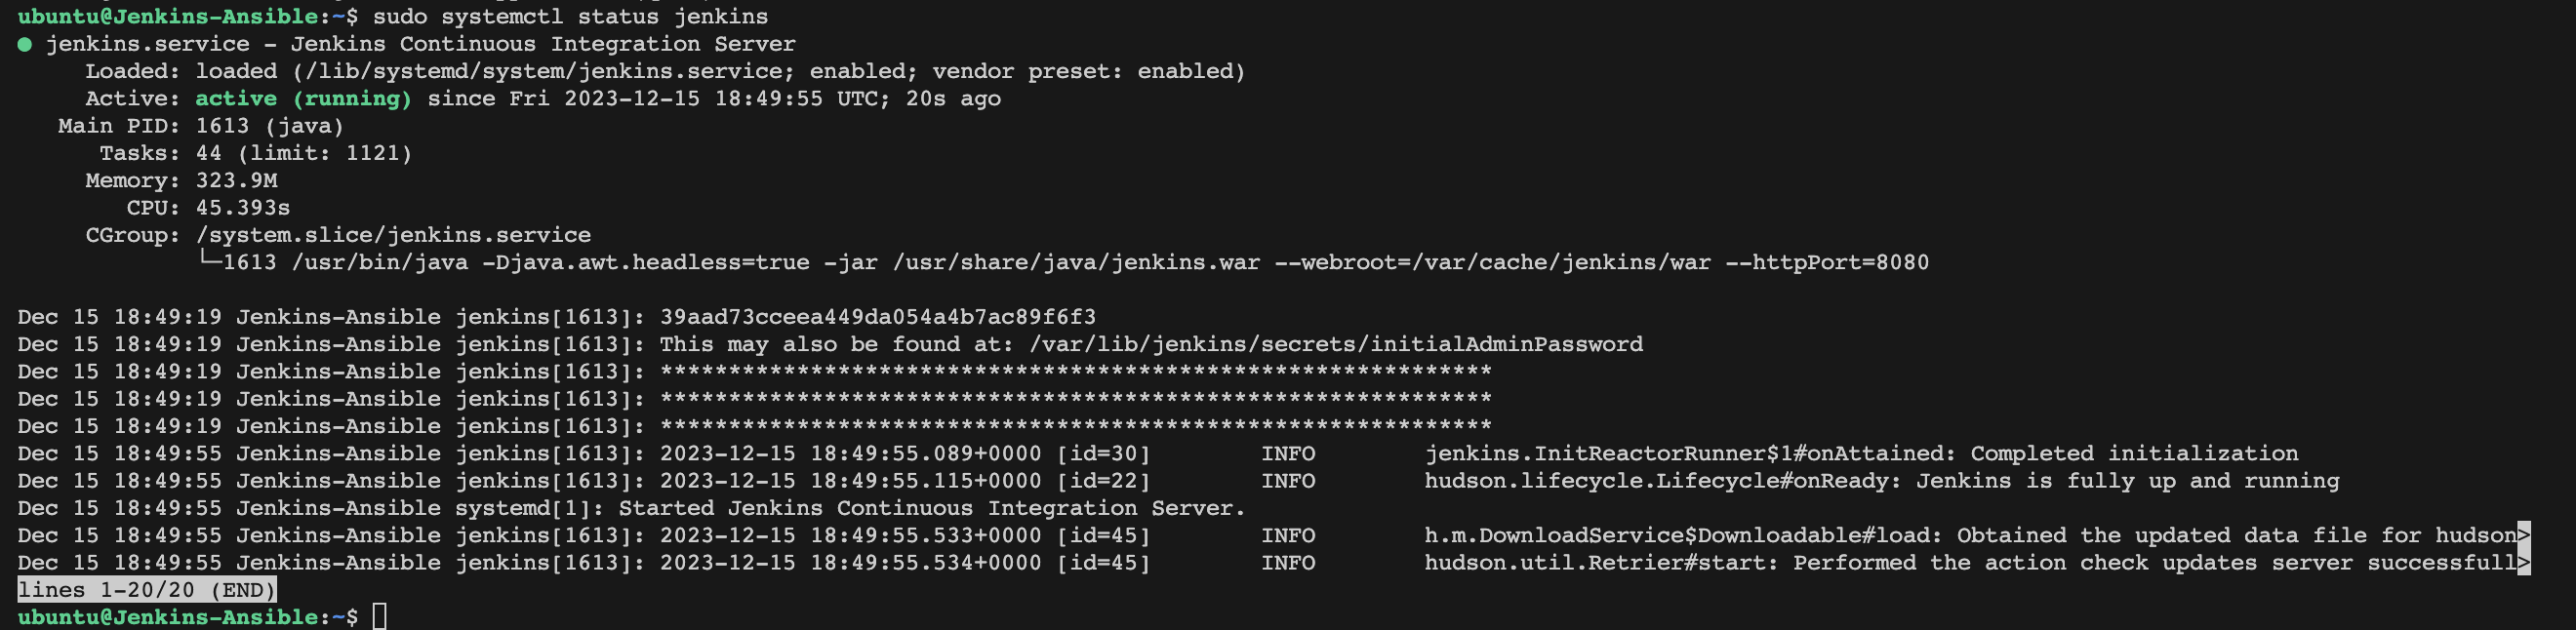 ubuntu@Jenkins-Ansible:~$ sudo systemctl status jenkins
● jenkins.service - Jenkins Continuous Integration Server
     Loaded: loaded (/lib/systemd/system/jenkins.service; enabled; vendor preset: enabled)
     Active: active (running) since Fri 2023-12-15 18:49:55 UTC; 20s ago
   Main PID: 1613 (java)
      Tasks: 44 (limit: 1121)
     Memory: 323.9M
        CPU: 45.393s
     CGroup: /system.slice/jenkins.service
             └─1613 /usr/bin/java -Djava.awt.headless=true -jar /usr/share/java/jenkins.war --webroot=/var/cache/jenkins/war --httpPort=8080

Dec 15 18:49:19 Jenkins-Ansible jenkins[1613]: 39aad73cceea449da054a4b7ac89f6f3
Dec 15 18:49:19 Jenkins-Ansible jenkins[1613]: This may also be found at: /var/lib/jenkins/secrets/initialAdminPassword
Dec 15 18:49:19 Jenkins-Ansible jenkins[1613]: *************************************************************
Dec 15 18:49:19 Jenkins-Ansible jenkins[1613]: *************************************************************
Dec 15 18:49:19 Jenkins-Ansible jenkins[1613]: *************************************************************
Dec 15 18:49:55 Jenkins-Ansible jenkins[1613]: 2023-12-15 18:49:55.089+0000 [id=30]        INFO        jenkins.InitReactorRunner$1#onAttained: Completed initialization
Dec 15 18:49:55 Jenkins-Ansible jenkins[1613]: 2023-12-15 18:49:55.115+0000 [id=22]        INFO        hudson.lifecycle.Lifecycle#onReady: Jenkins is fully up and running
Dec 15 18:49:55 Jenkins-Ansible systemd[1]: Started Jenkins Continuous Integration Server.
Dec 15 18:49:55 Jenkins-Ansible jenkins[1613]: 2023-12-15 18:49:55.533+0000 [id=45]        INFO        h.m.DownloadService$Downloadable#load: Obtained the updated data file for hudson>
Dec 15 18:49:55 Jenkins-Ansible jenkins[1613]: 2023-12-15 18:49:55.534+0000 [id=45]        INFO        hudson.util.Retrier#start: Performed the action check updates server successfull>
lines 1-20/20 (END)
ubuntu@Jenkins-Ansible:~$